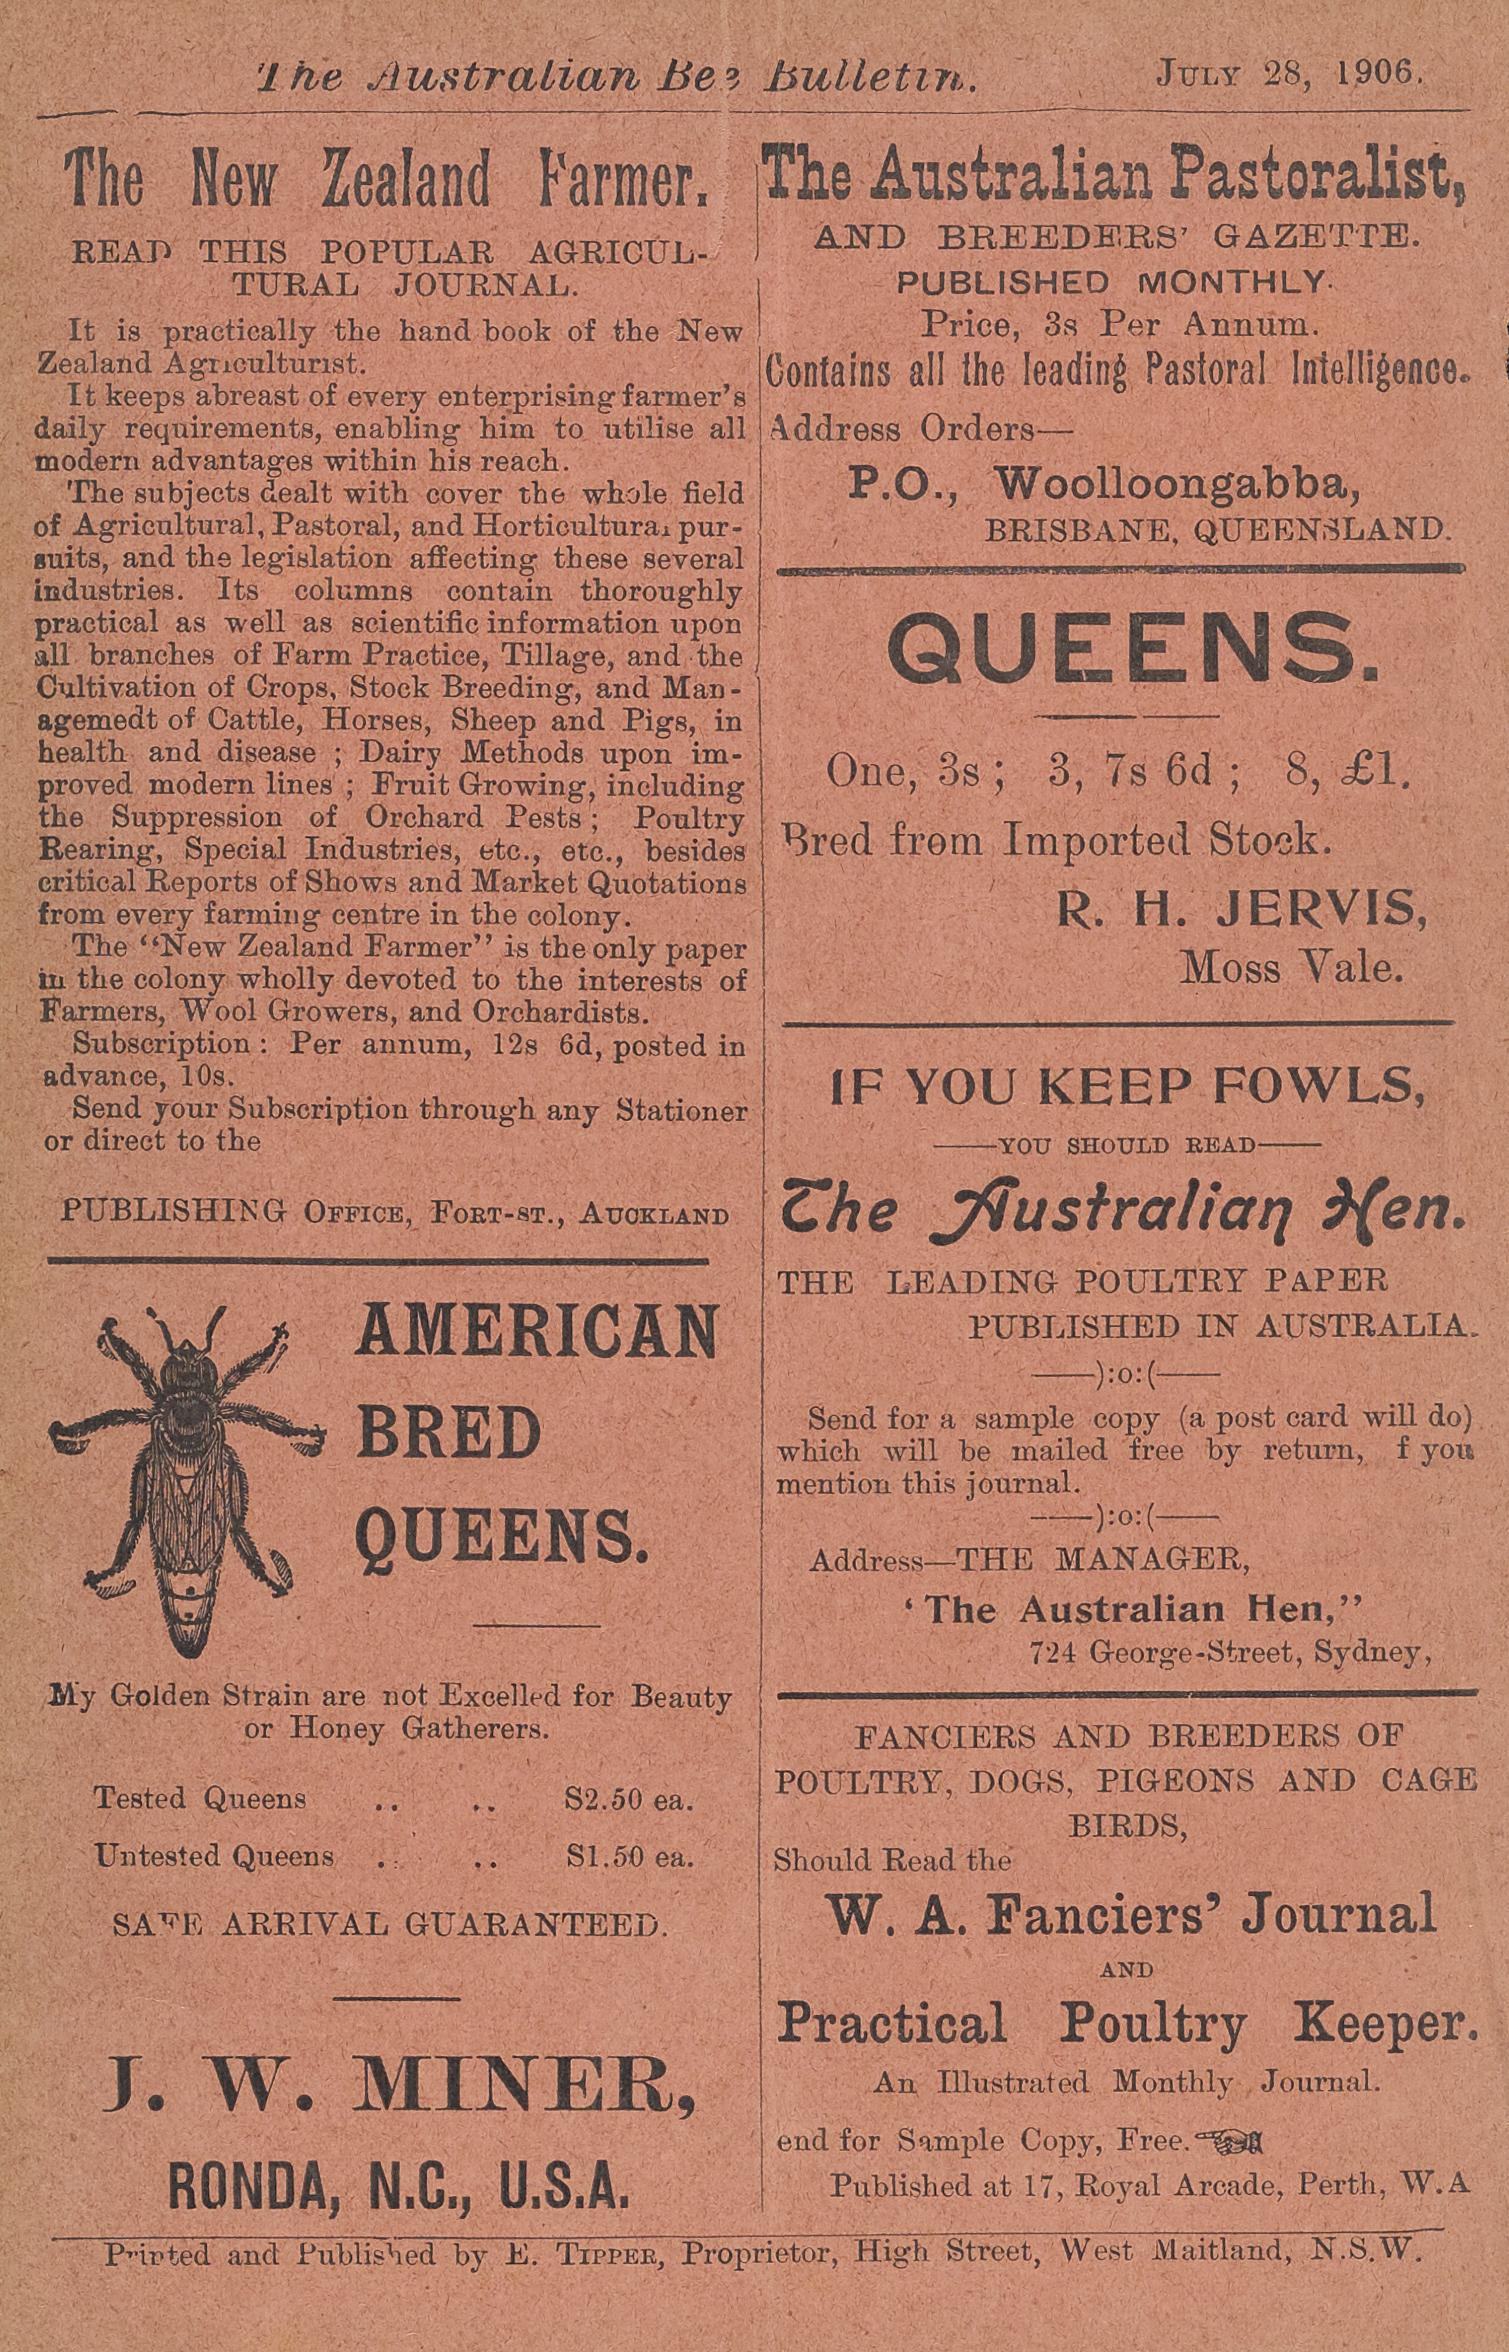 The Australian Bee Bulletin. JULY 28, 1906.
The New Zealand Farmer.
READ THIS POPULAR AGRICUL-
TURAL JOURNAL.
It is practically the hand book of the New
Zealand Agriculturist.
It keeps abreast of every enterprising farmer's
daily requirements, enabling him to utilise all
modern advantages within his reach.
The subjects dealt with cover the whole field
of Agricultural, Pastoral, and Horticultural pur-
suits, and the legislation affecting these several
industries. Its columns contain thoroughly
practical as well as scientific information upon
all branches of Farm Practice, Tillage, and the
Cultivation of Crops, Stock Breeding, and Man-
agemedt of Cattle, Horses, Sheep and Pigs, in
health and disease ; Dairy Methods upon im-
proved modern lines ; Fruit Growing, including
the Suppression of Orchard Pests ; Poultry
Rearing, Special Industries, etc., etc., besides
critical Reports of Shows and Market Quotations
from every farming centre in the colony.
The "New Zealand Farmer" is the only paper
in the colony wholly devoted to the interests of
Farmers, Wool Growers, and Orchardists.
Subscription : Per annum, 12s 6d, posted in
advance, 10s.
Send your Subscription through any Stationer
or direct to the
PUBLISHING OFFICE, FORT-ST., AUCKLAND
AMERICAN
BRED
QUEENS.
My Golden Strain are not Excelled for Beauty
or Honey Gatherers.
Tested Queens .. .. $2.50 ea.
Untested Queens .. .. $1.50 ea.
SAFE ARRIVAL GUARANTEED.
J. W. MINER,
RONDA, N.C., U.S.A.
The Australian Pastoralist,
AND BREEDERS' GAZETTE.
PUBLISHED MONTHLY.
Price, 3s Per Annum.
Contains all the leading Pastoral Intelligence.
Address Orders—
P.O., Woolloongabba,
BRISBANE, QUEENSLAND.
QUEENS.
One, 3s ; 3, 7s 6d ; 8, £1.
Bred from Imported Stock.
R. H. JERVIS,
Moss Vale.
IF YOU KEEP FOWLS,
——YOU SHOULD READ——
The Australian Hen.
THE LEADING POULTRY PAPER
PUBLISHED IN AUSTRALIA.
——):o:(——
Send for a sample copy (a post card will do)
which will be mailed free by return, f you
mention this journal.
——):o:(——
Address—THE MANAGER,
'The Australian Hen,"
724 George-Street, Sydney,
FANCIERS AND BREEDERS OF
POULTRY, DOGS, PIGEONS AND CAGE
BIRDS,
Should Read the
W. A. Fanciers' Journal
AND
Practical Poultry Keeper.
An Illustrated Monthly Journal.
end for Sample Copy, Free.
Published at 17, Royal Arcade, Perth, W.A
Printed and Published by E. TIPPER, Proprietor, High Street, West Maitland, N.S.W.